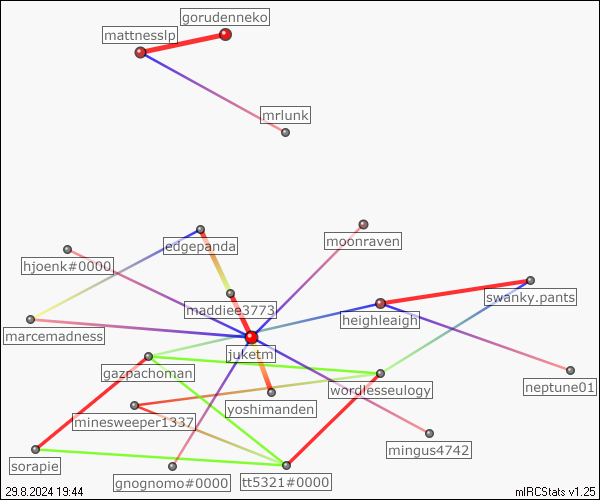 gorudenneko
mattnesslp
mrlunk
edgepanda
moonraven
hjoenk#0000
maddiee3773
swanky.pants
heighleaigh
marcemadness
juketm
gazpachoman
wordlesseulogy
neptune01
yoshimanden
minesweeper1337
mingus4742
sorapie
gnognomo#0000
tt5321#0000
29.8.2024 19:44
mIRCStats v1.25